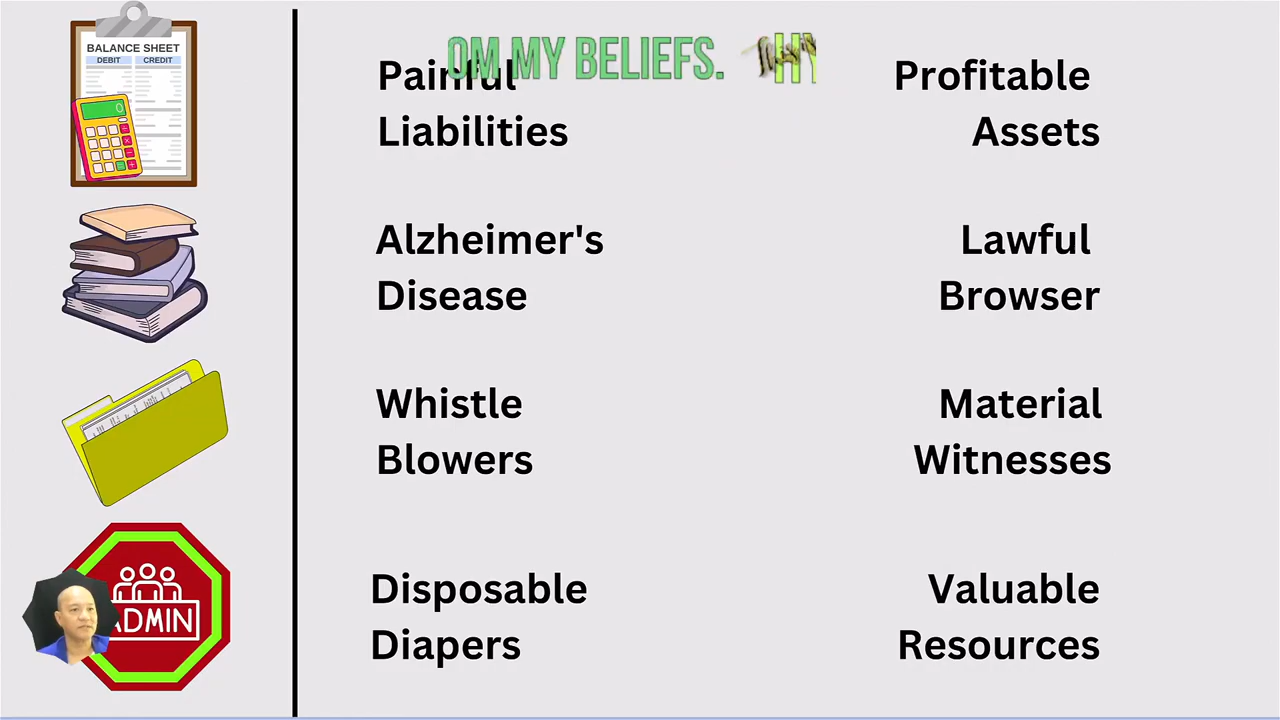 BALANCE SHEET
DEBIT CREDIT
0
OM MY BELIEFS.
Painful
Liabilities
Profitable
Assets
Alzheimer's
Disease
Lawful
Browser
Whistle
Blowers
Material
Witnesses
ADMIN
Disposable
Diapers
Valuable
Resources